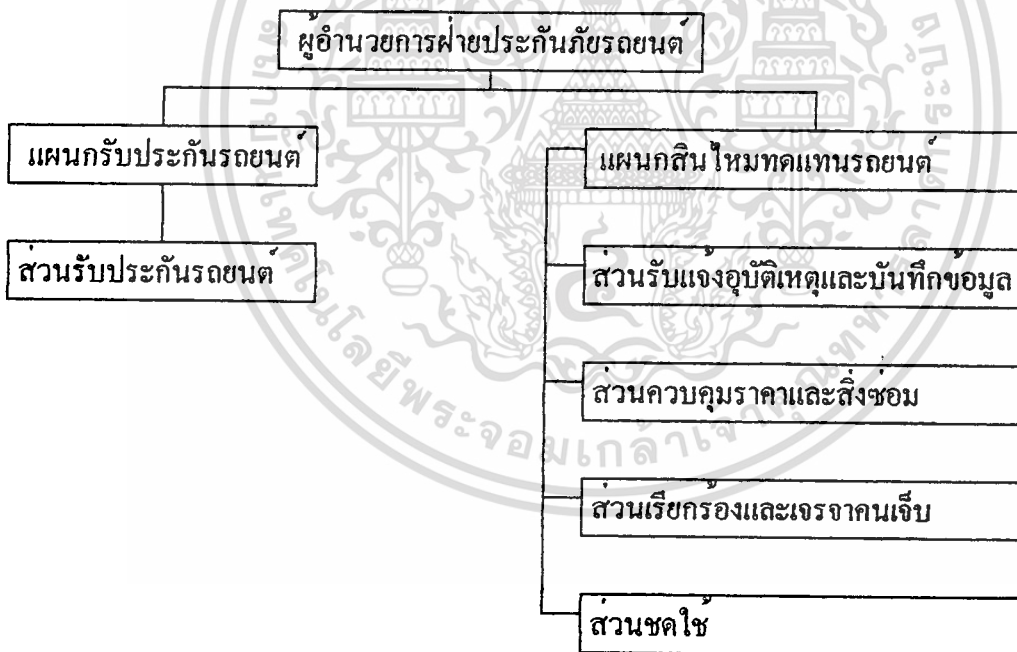 ผู้อำนวยการฝ่ายประกันภัยรถยนต์
แผนกรับประกันรถยนต์
แผนกสินไหมทดแทนรถยนต์
ส่วนรับประกันรถยนต์
ส่วนรับแจ้งอุบัติเหตุและบันทึกข้อมูล
ส่วนควบคุมราคาและสิ่งซ่อม
ส่วนเรียกร้องและเจรจาคนเจ็บ
ส่วนชดใช้